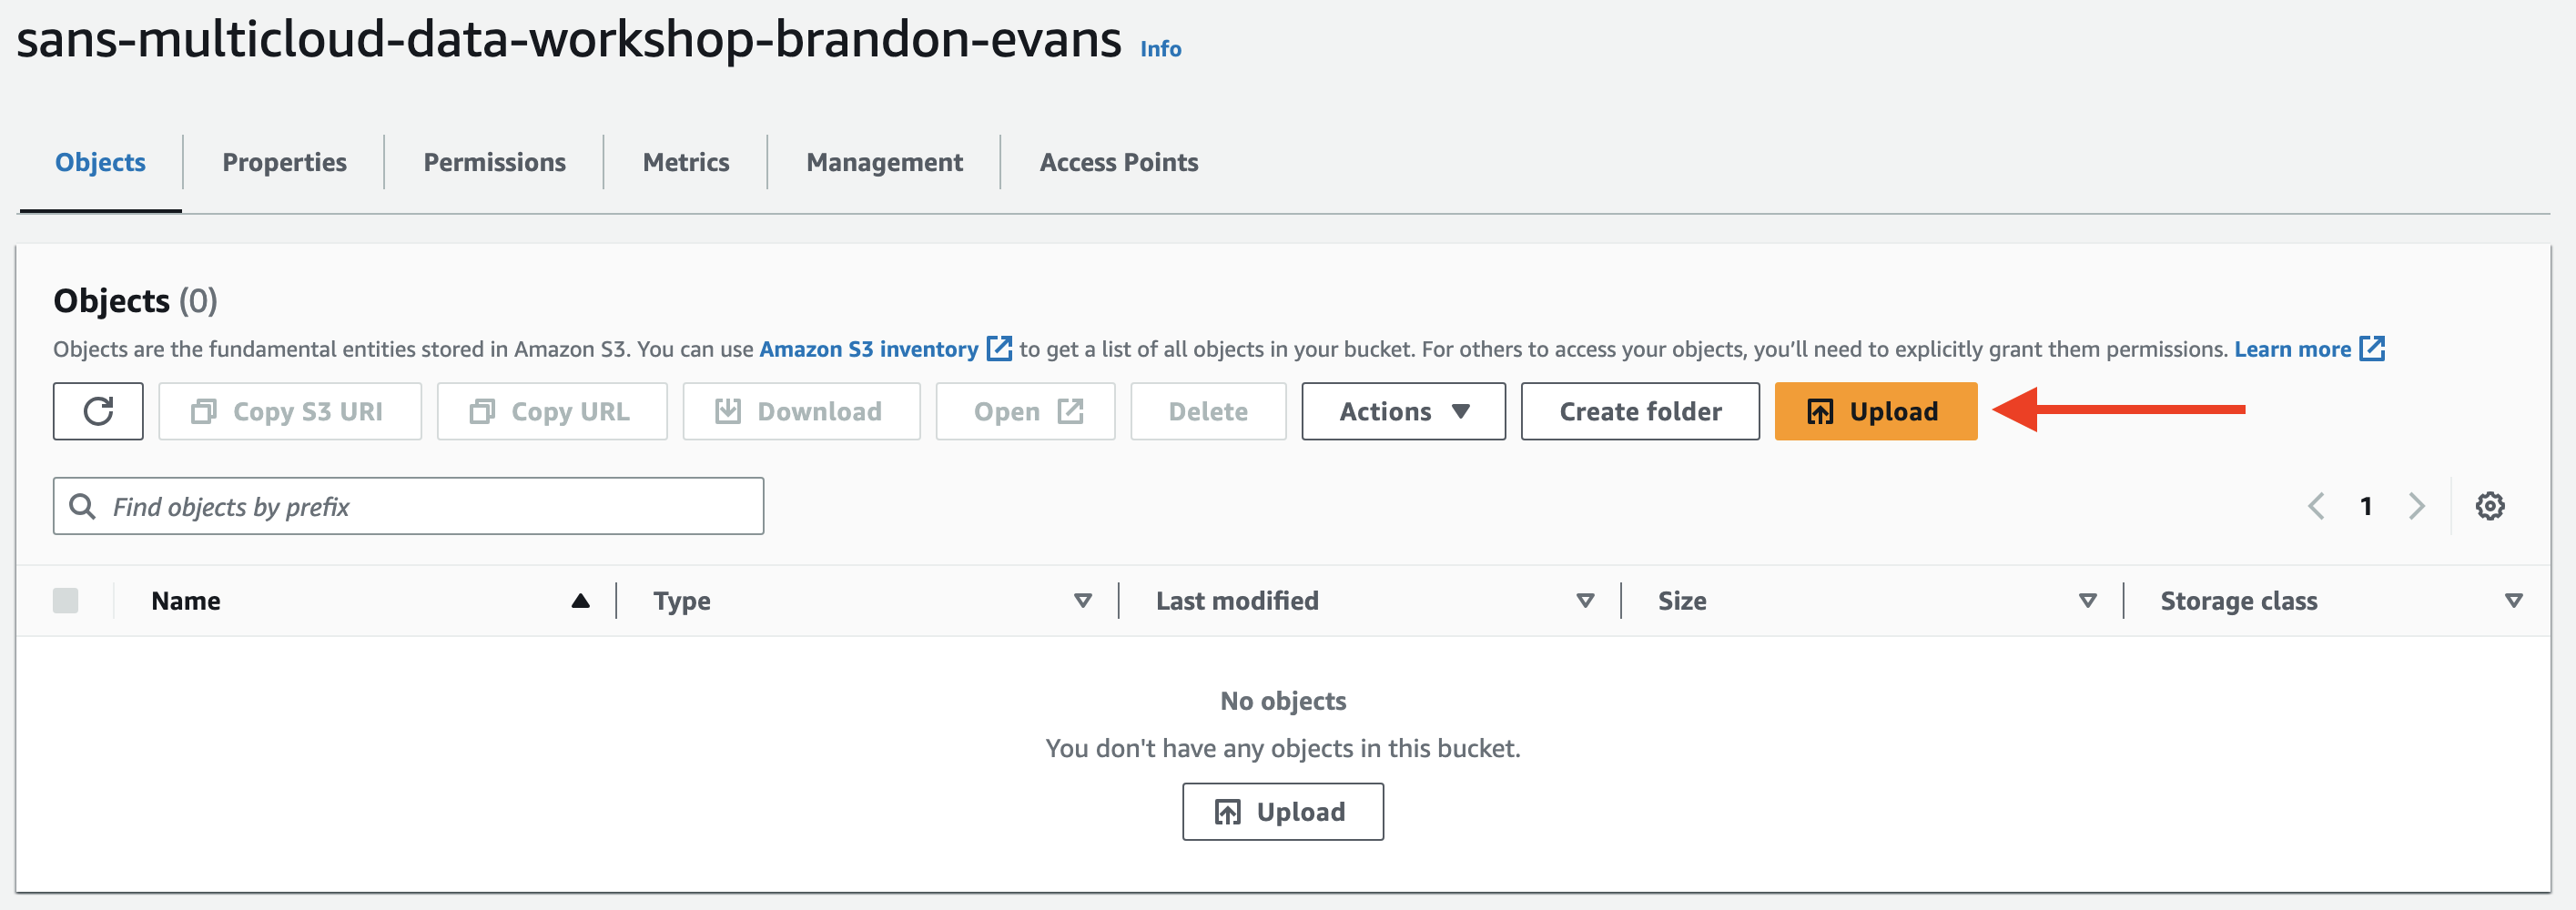 sans-multicloud-data-workshop-brandon-evans Info
Objects Properties Permissions Metrics Management Access Points
Objects (0)
Objects are the fundamental entities stored in Amazon S3. You can use Amazon S3 inventory to get a list of all objects in your bucket. For others to access your objects, you’ll need to explicitly grant them permissions. Learn more
Copy S3 URI Copy URL Download Open Delete Actions Create folder Upload
Find objects by prefix 1
Name Type Last modified Size Storage class
No objects
You don't have any objects in this bucket.
Upload